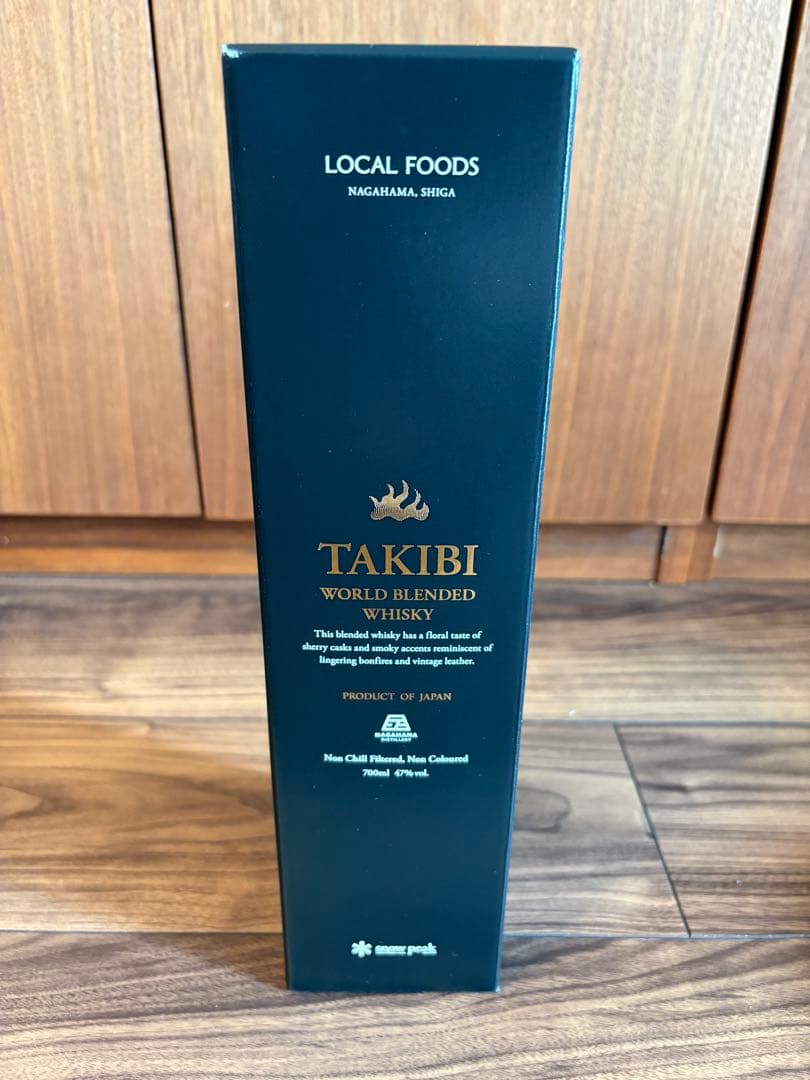 LOCAL FOODS
NAGAHAMA, SHIGA
TAKIBI
WORLD BLENDED
WHISKY
This blended whisky has a floral taste of
sherry casks and smoky accents reminiscent of
lingering bonfires and vintage leather.
PRODUCT OF JAPAN
NAGAHAMA
DISTILLERY
Non Chill Filtered, Non Coloured
700ml 47% vol.
snow peak